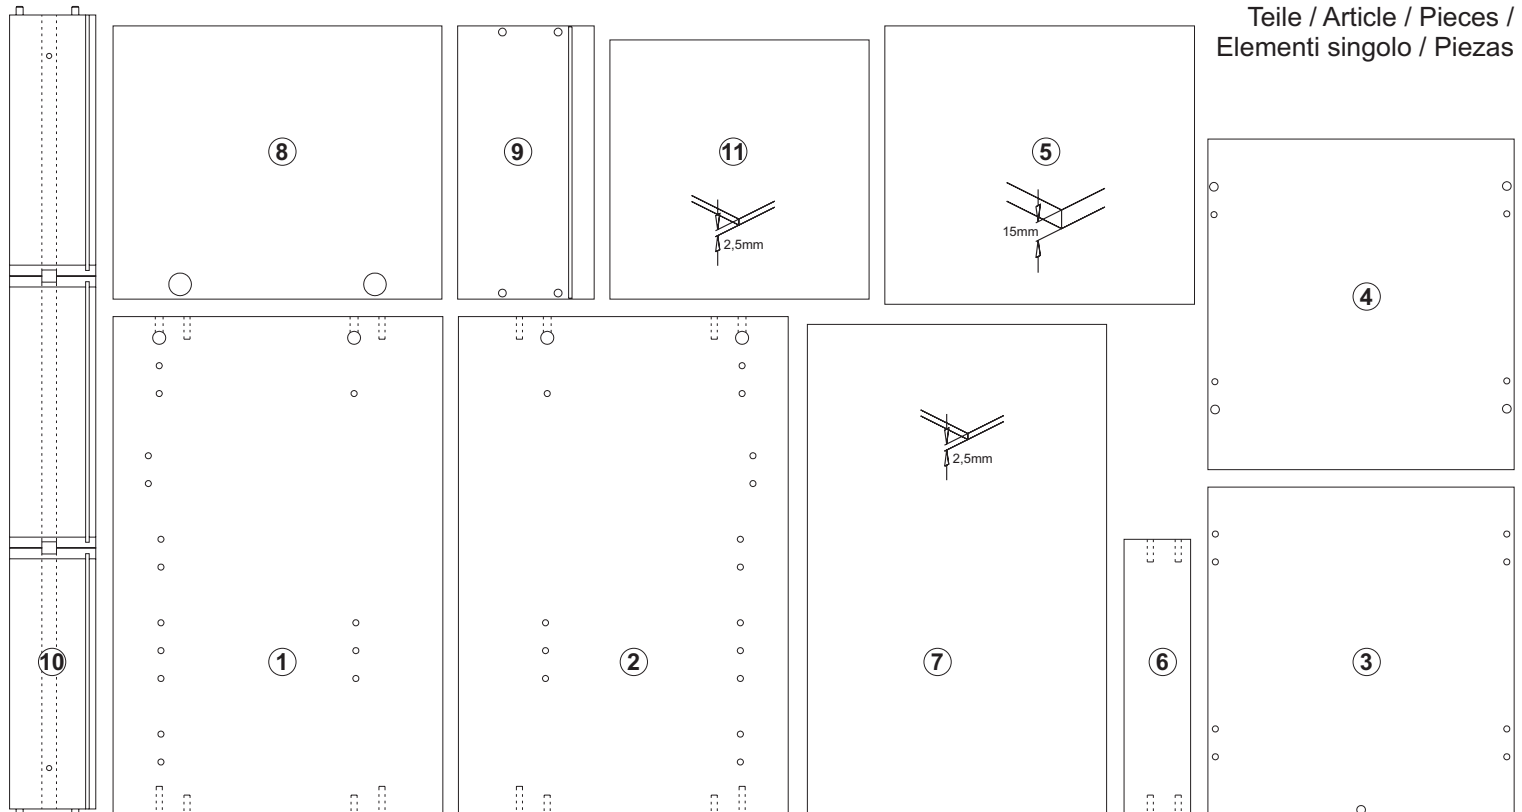 Teile / Article / Pieces /
Elementi singolo / Piezas
8
9
11
5
2,5mm
15mm
4
2,5mm
10
1
2
7
6
3